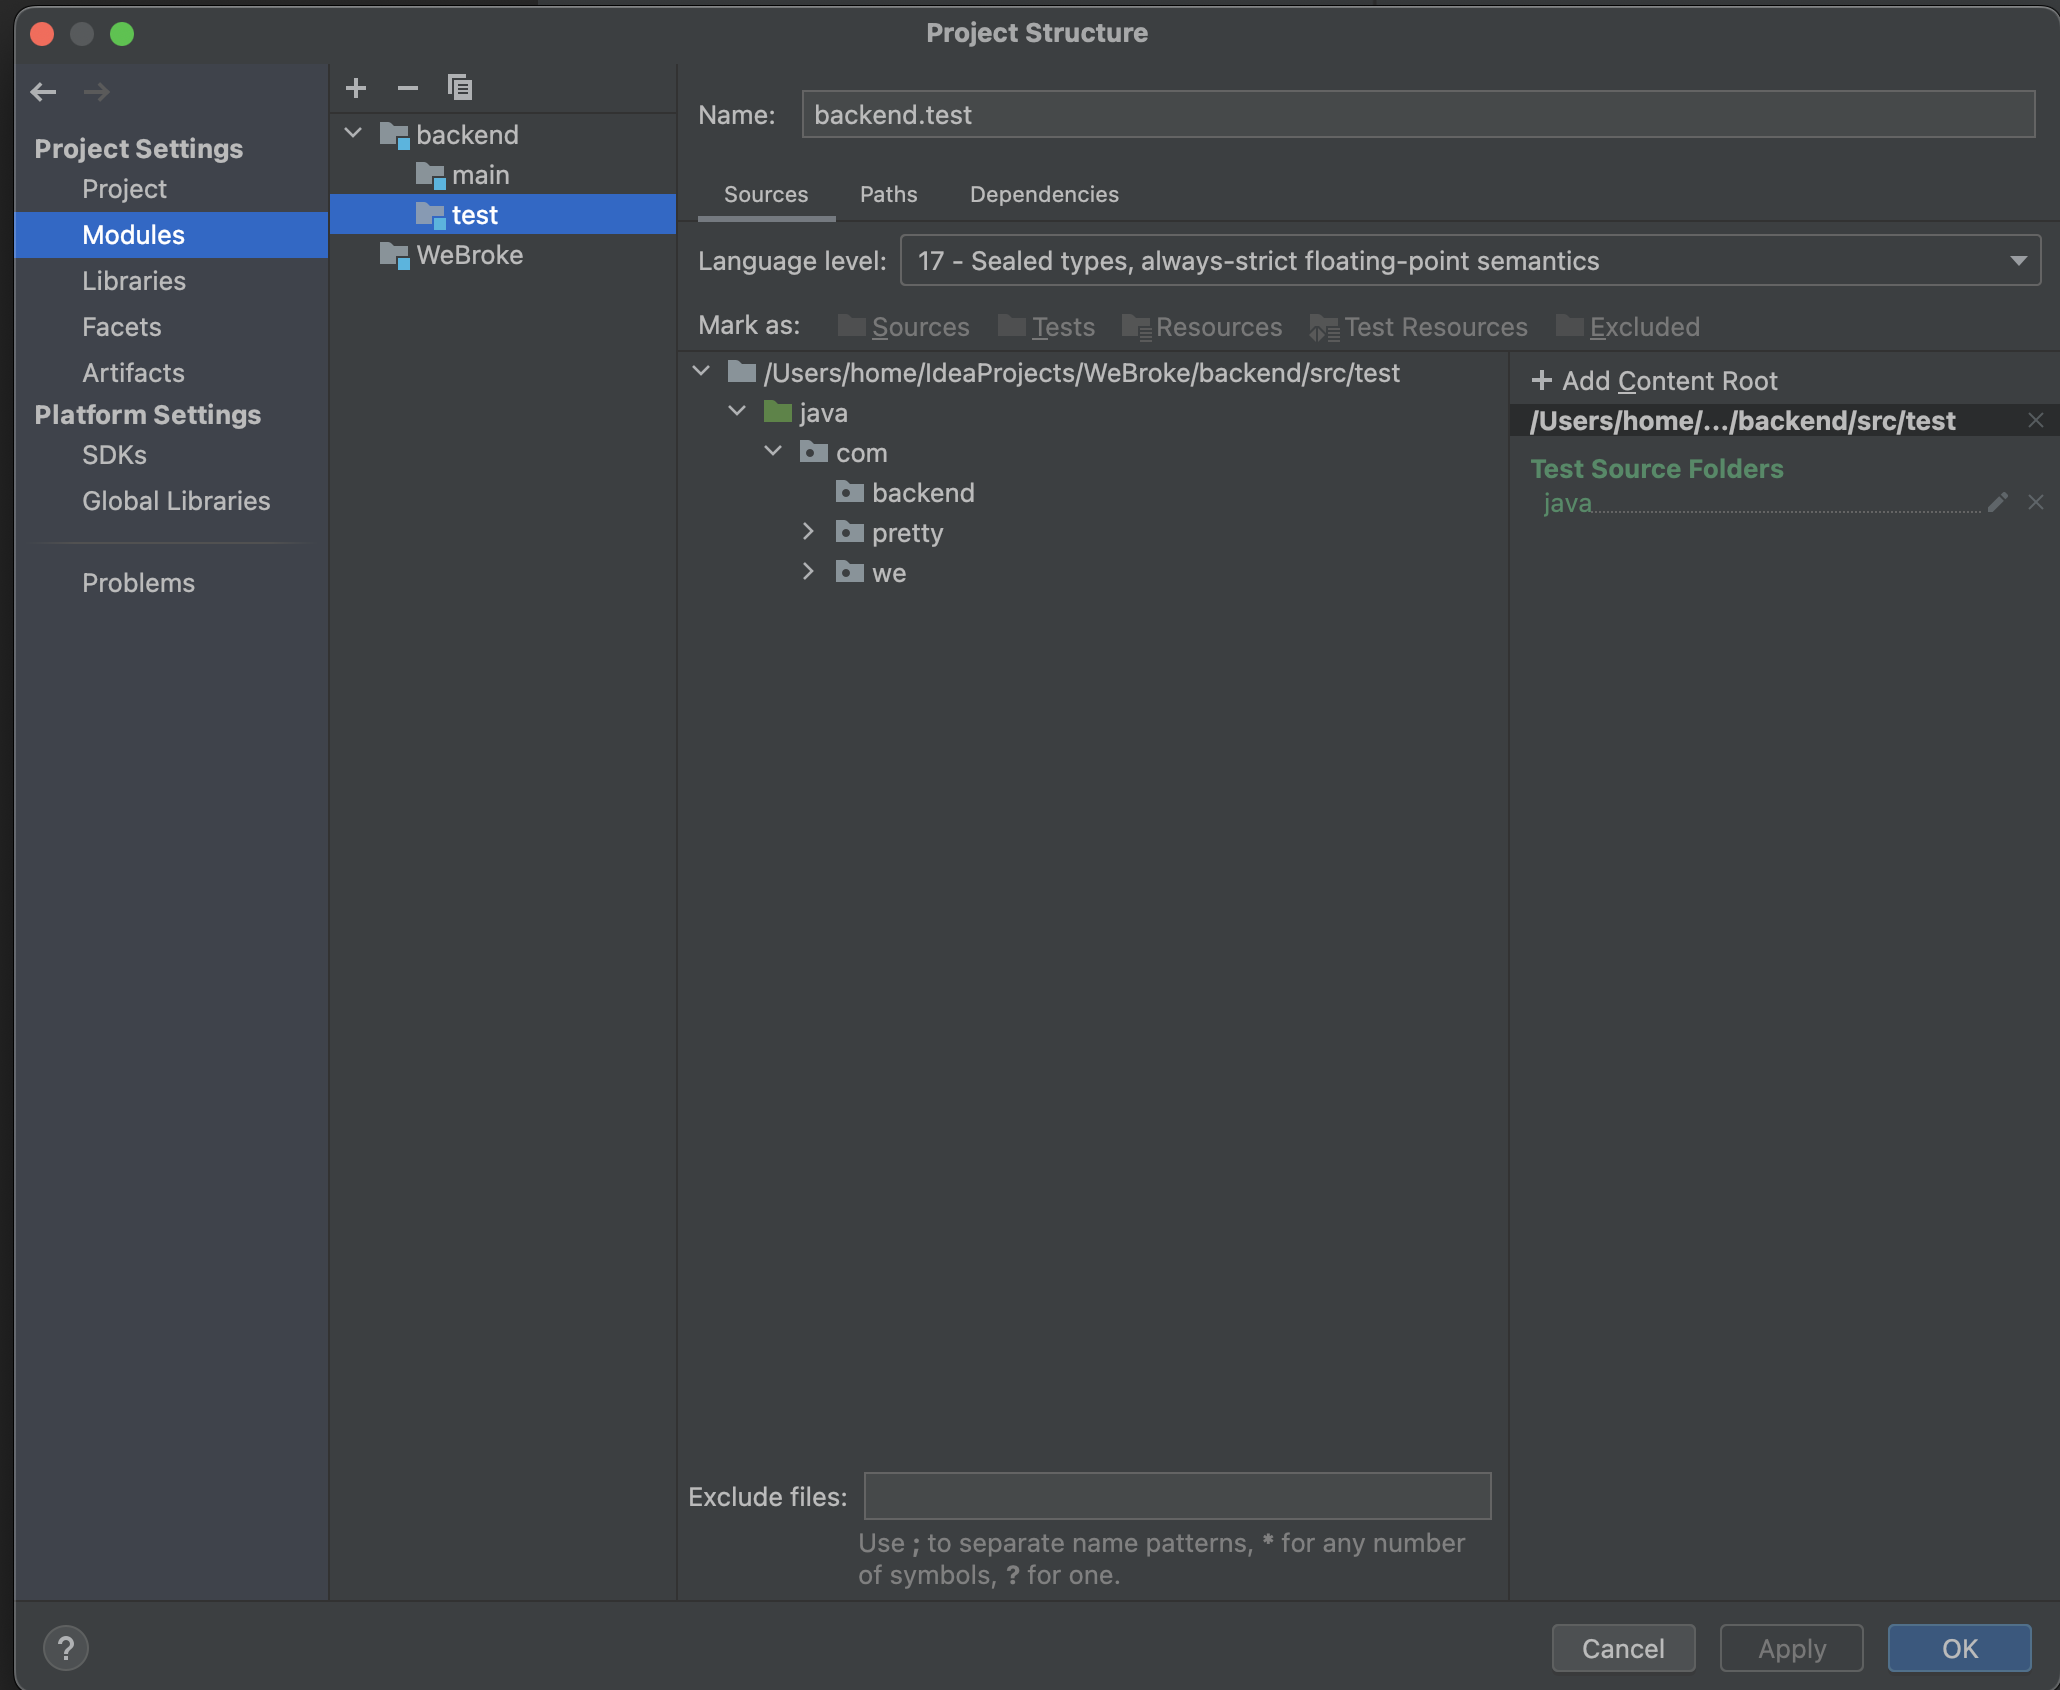 Project Structure
Project Settings
Project
Modules
Libraries
Facets
Artifacts
Platform Settings
SDKs
Global Libraries
Problems
backend
main
test
WeBroke
Name: backend.test
Sources Paths Dependencies
Language level: 17 - Sealed types, always-strict floating-point semantics
Mark as: Sources Tests Resources Test Resources Excluded
/Users/home/IdeaProjects/WeBroke/backend/src/test
java
com
backend
pretty
we
+ Add Content Root
/Users/home/.../backend/src/test
Test Source Folders
java
Exclude files:
Use ; to separate name patterns, * for any number
of symbols, ? for one.
?
Cancel Apply OK